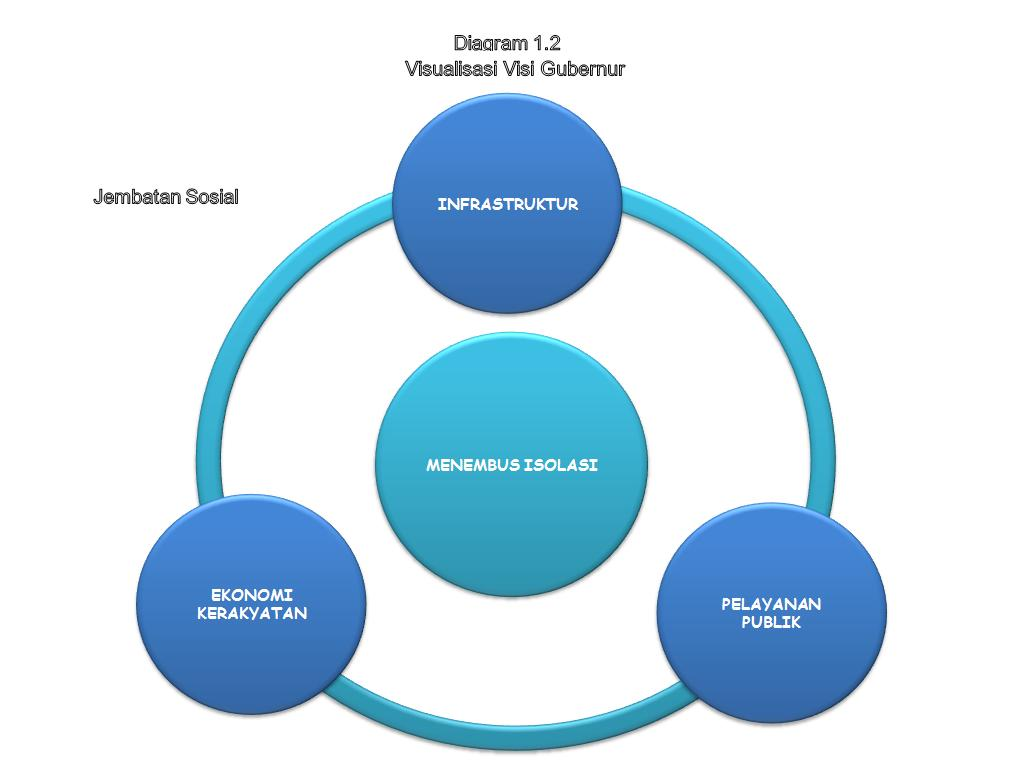 Diagram 1.2
Visualisasi Visi Gubernur
Jembatan Sosial
INFRASTRUKTUR
MENEMBUS ISOLASI
EKONOMI
KERAKYATAN
PELAYANAN
PUBLIK